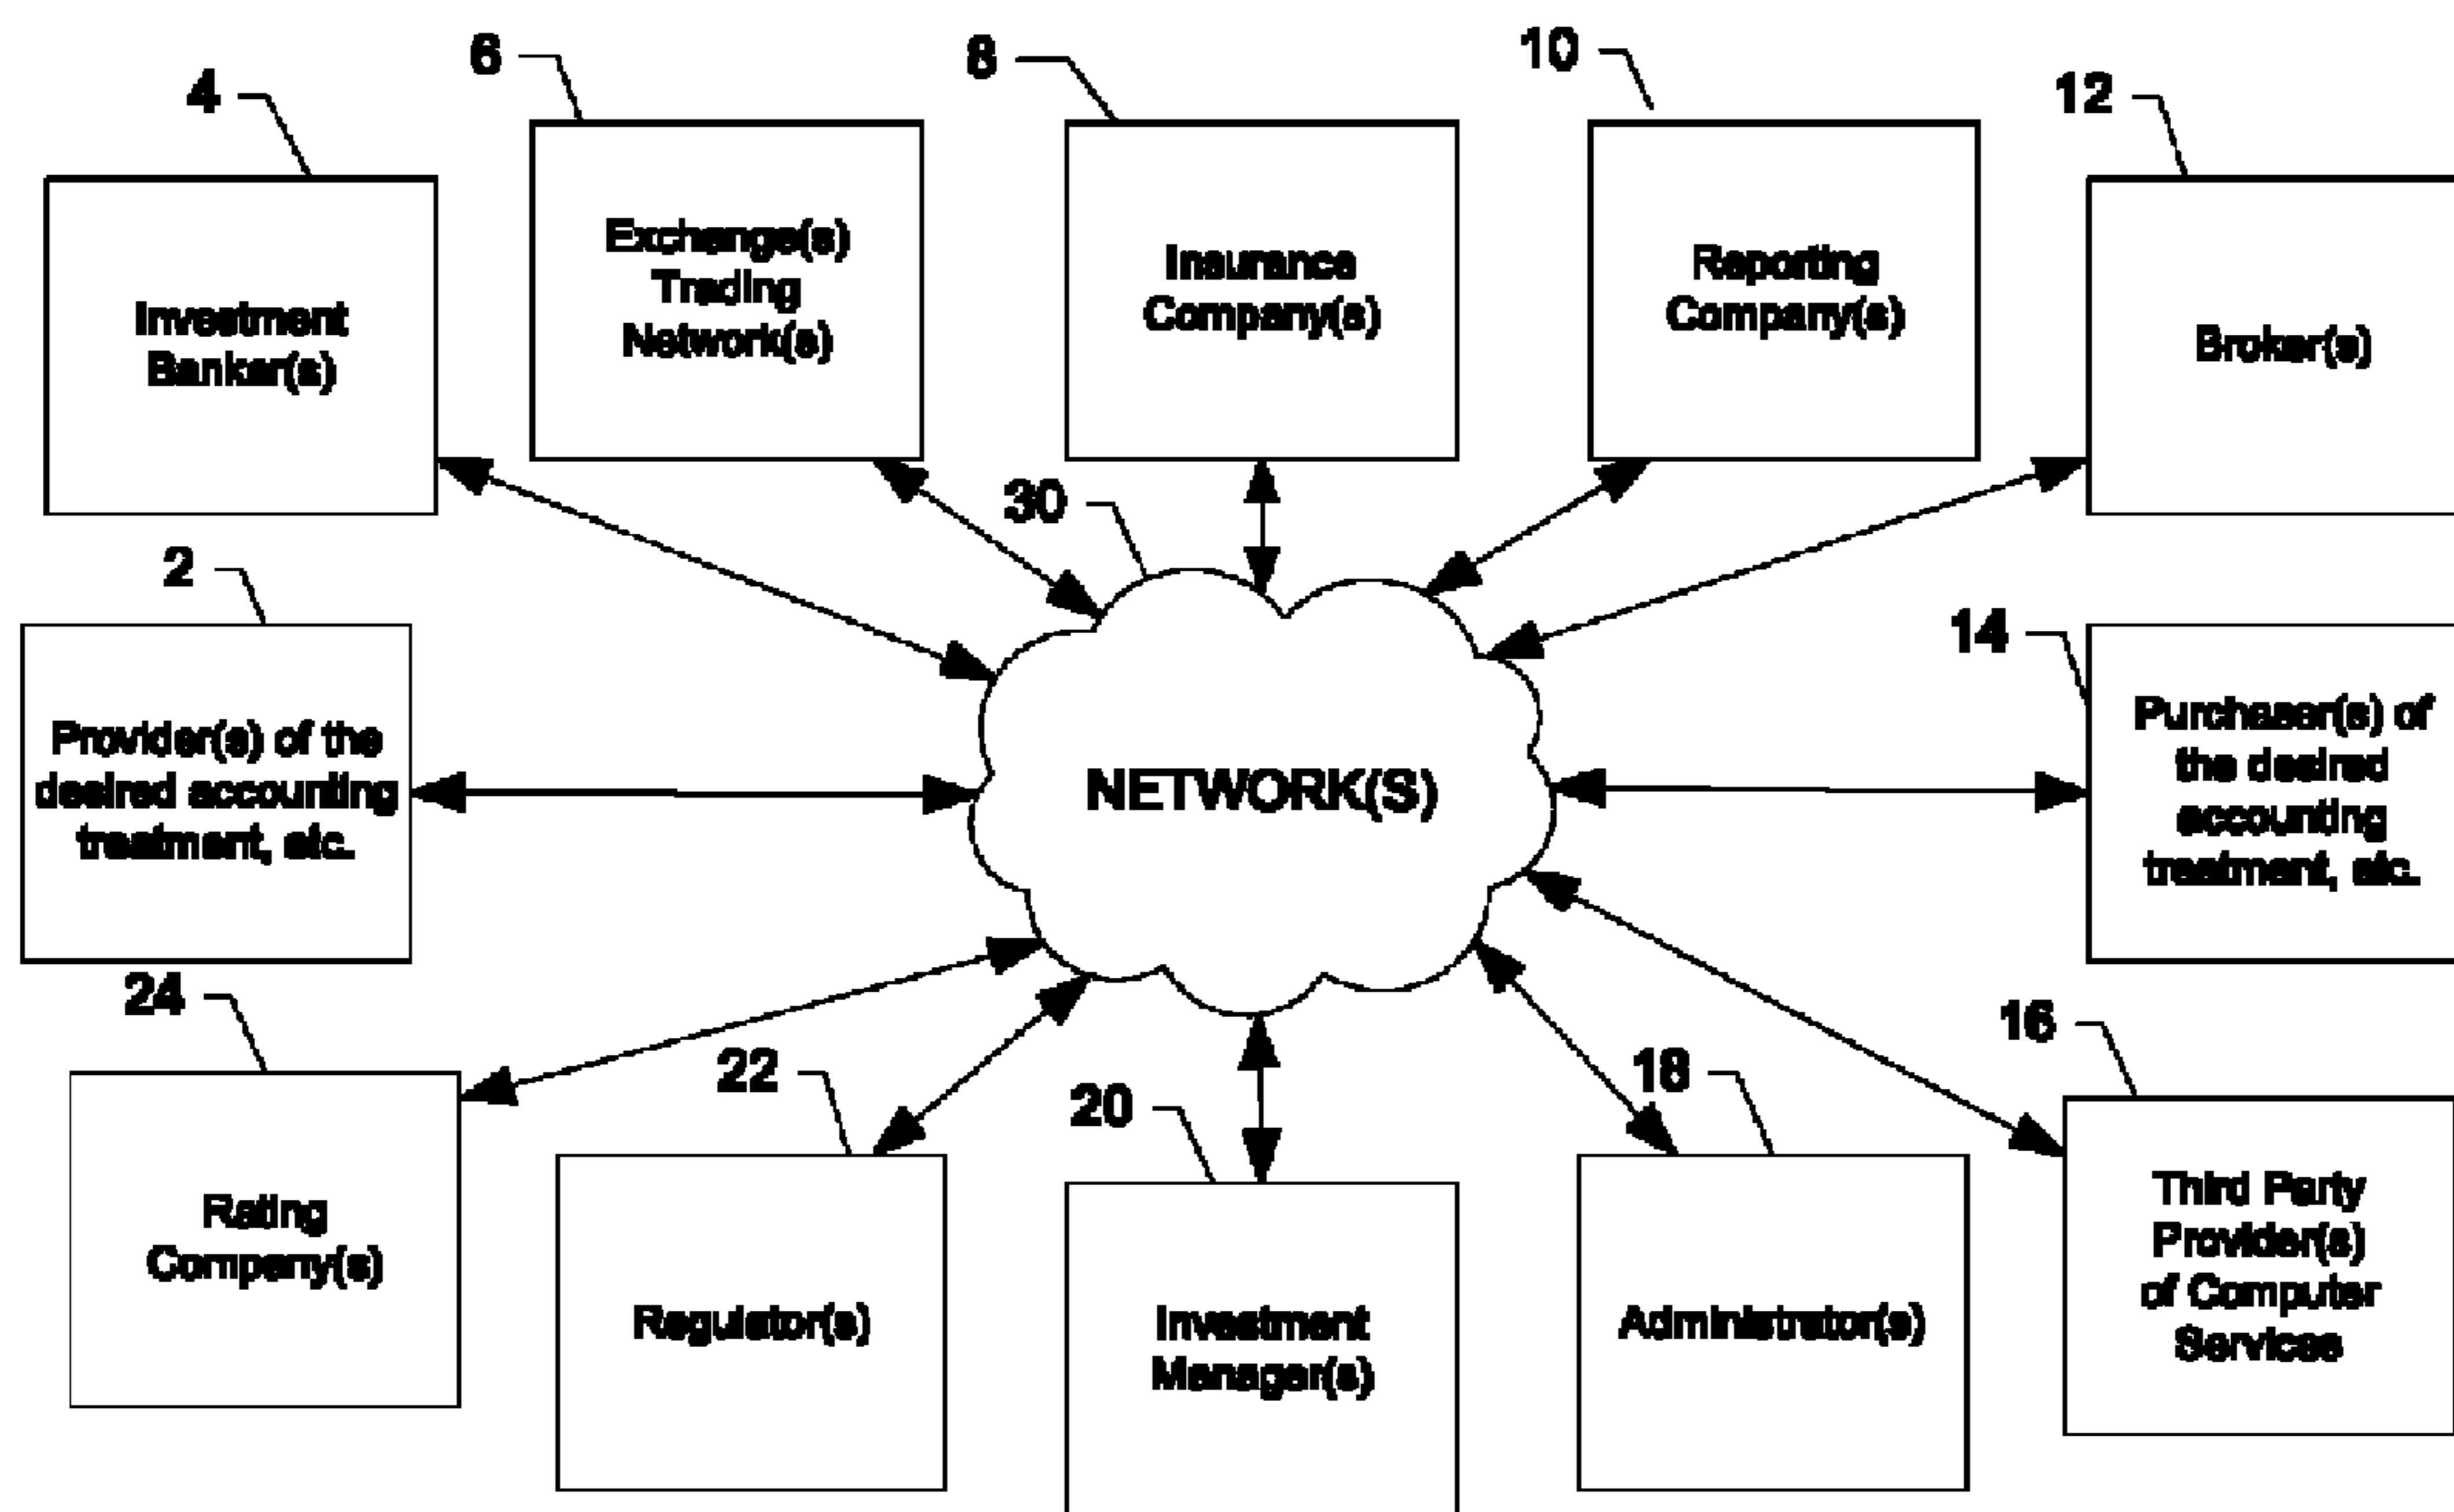 4
6
8
10
12
Investment
Banker(s)
Exchange(s)
Trading
Network(s)
Insurance
Company(s)
Reporting
Company(s)
Broker(s)
30
2
14
Provider(s) of the
desired accounting
treatment, etc.
NETWORK(S)
Purchaser(s) of
the desired
accounting
treatment, etc.
24
22
20
18
16
Rating
Company(s)
Regulator(s)
Investment
Manager(s)
Administrator(s)
Third Party
Provider(s)
of Computer
Services